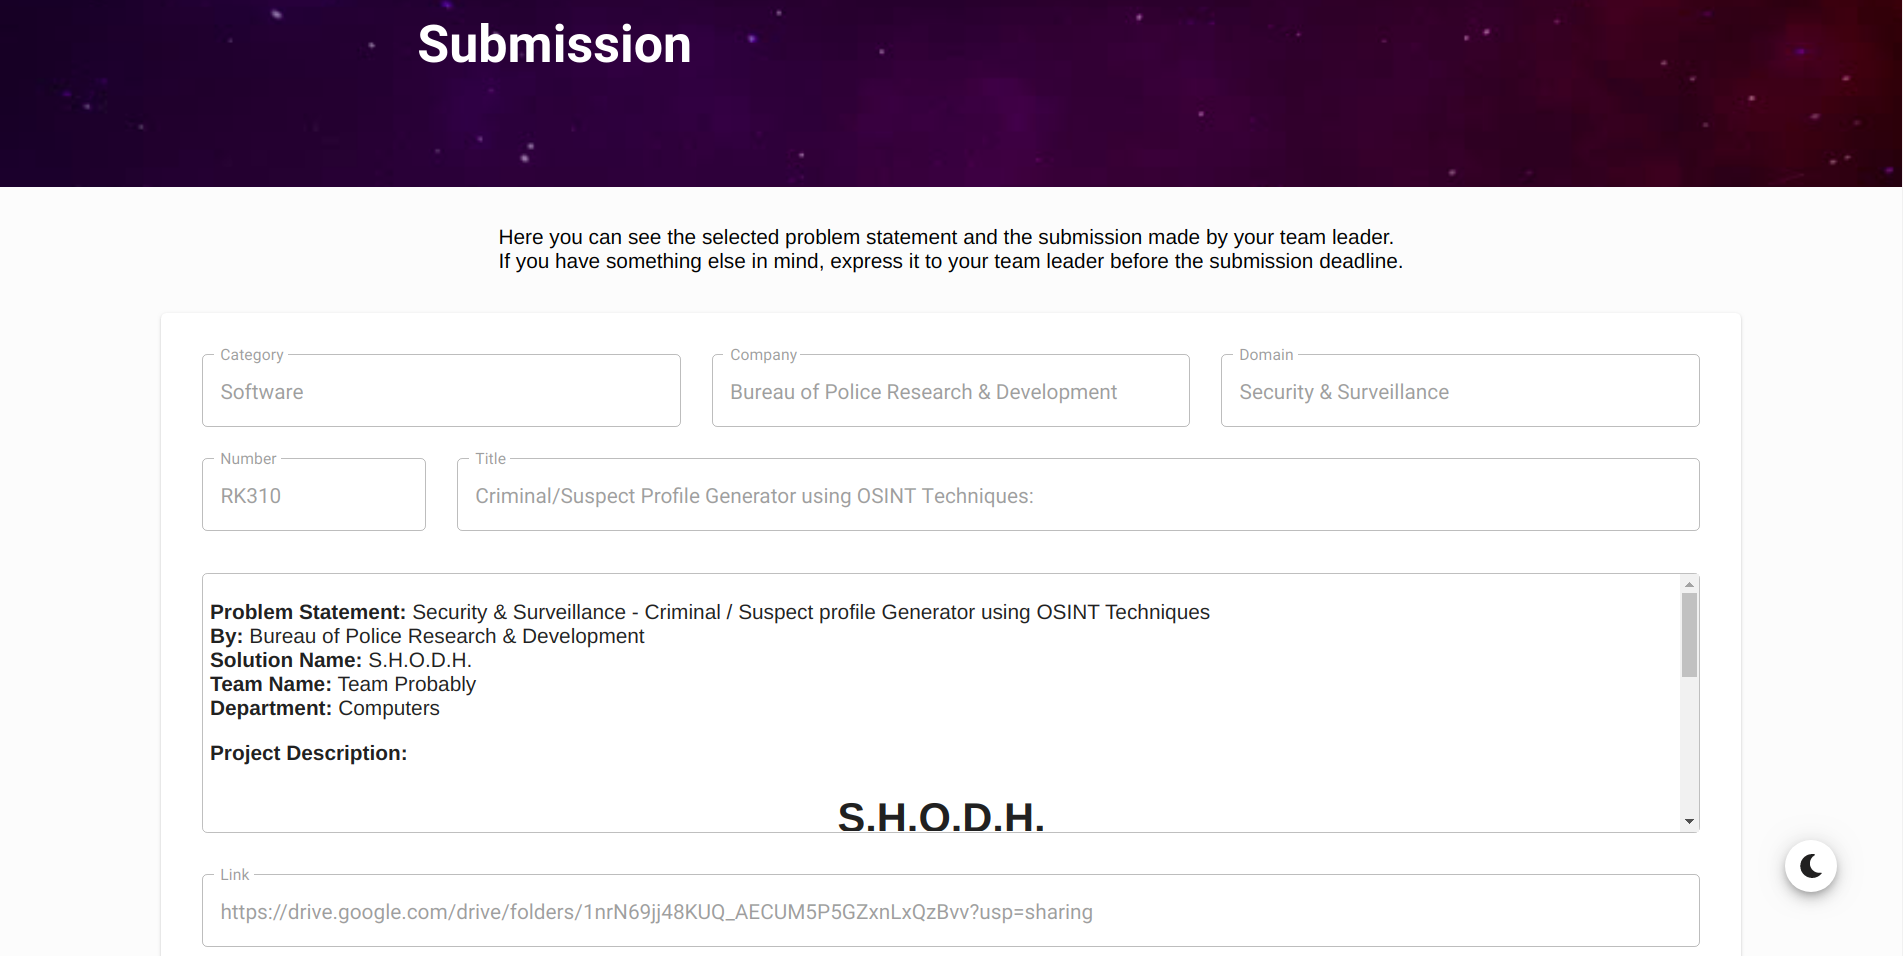 Submission
Here you can see the selected problem statement and the submission made by your team leader.
If you have something else in mind, express it to your team leader before the submission deadline.
Category
Software
Company
Bureau of Police Research & Development
Domain
Security & Surveillance
Number
RK310
Title
Criminal/Suspect Profile Generator using OSINT Techniques:
Problem Statement: Security & Surveillance - Criminal / Suspect profile Generator using OSINT Techniques
By: Bureau of Police Research & Development
Solution Name: S.H.O.D.H.
Team Name: Team Probably
Department: Computers
Project Description:
S.H.O.D.H.
Link
https://drive.google.com/drive/folders/1nrN69jj48KUQ_AECUM5P5GZxnLxQzBvv?usp=sharing